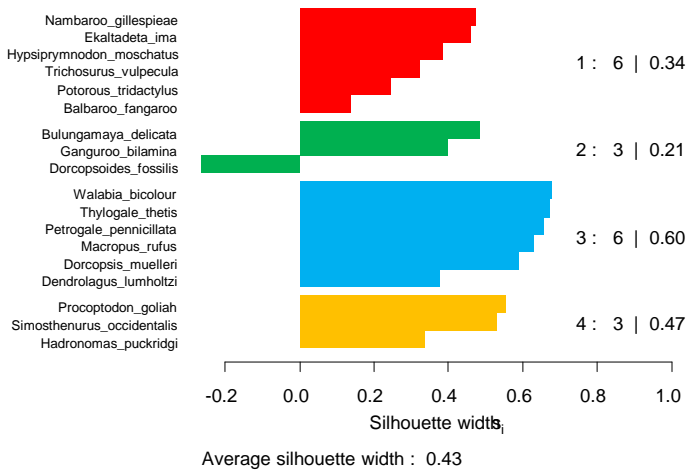 Nambaroo_gillespieae
Ekaltadeta_ima
Hypsiprymnodon_moschatus
Trichosurus_vulpecula
Potorous_tridactylus
Balbaroo_fangaroo
1 : 6 | 0.34
Bulungamaya_delicata
Ganguroo_bilamina
Dorcopsoides_fossilis
2 : 3 | 0.21
Walabia_bicolour
Thylogale_thetis
Petrogale_pennicillata
Macropus_rufus
Dorcopsis_muelleri
Dendrolagus_lumholtzi
3 : 6 | 0.60
Procoptodon_goliah
Simosthenurus_occidentalis
Hadronomas_puckridgi
4 : 3 | 0.47
-0.2 0.0 0.2 0.4 0.6 0.8 1.0
Silhouette width si
Average silhouette width : 0.43